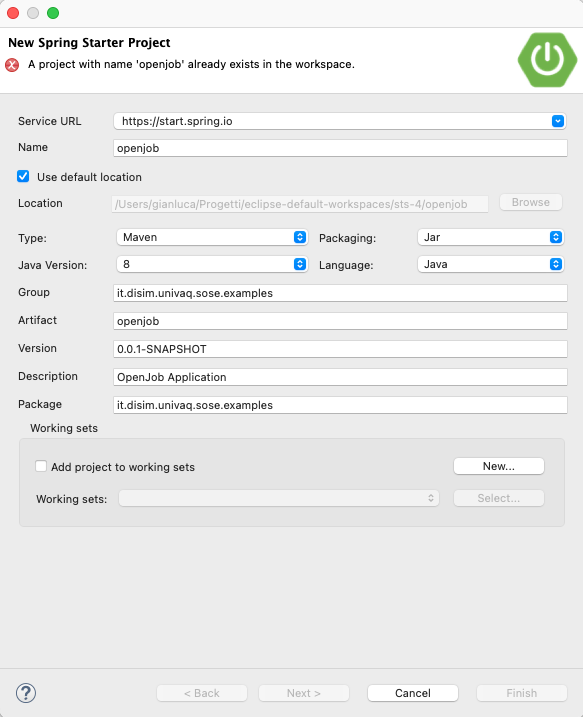 New Spring Starter Project
A project with name 'openjob' already exists in the workspace.
Service URL https://start.spring.io
Name openjob
Use default location
Location /Users/gianluca/Progetti/eclipse-default-workspaces/sts-4/openjob Browse
Type: Maven Packaging: Jar
Java Version: 8 Language: Java
Group it.disim.univaq.sose.examples
Artifact openjob
Version 0.0.1-SNAPSHOT
Description OpenJob Application
Package it.disim.univaq.sose.examples
Working sets
Add project to working sets New...
Working sets: Select...
? < Back Next > Cancel Finish